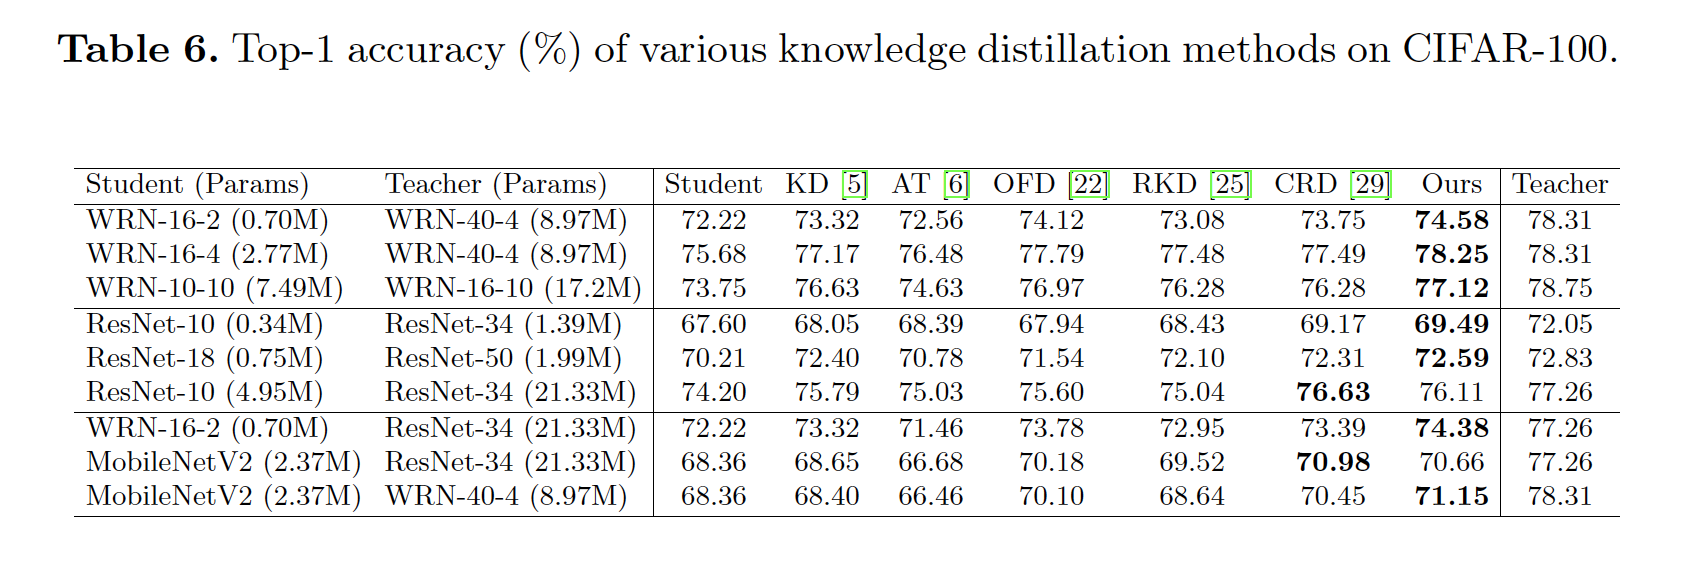 Table 6. Top-1 accuracy (%) of various knowledge distillation methods on CIFAR-100.
Student (Params) Teacher (Params) Student KD [5] AT [6] OFD [22] RKD [25] CRD [29] Ours Teacher
WRN-16-2 (0.70M) WRN-40-4 (8.97M) 72.22 73.32 72.56 74.12 73.08 73.75 74.58 78.31
WRN-16-4 (2.77M) WRN-40-4 (8.97M) 75.68 77.17 76.48 77.79 77.48 77.49 78.25 78.31
WRN-10-10 (7.49M) WRN-16-10 (17.2M) 73.75 76.63 74.63 76.97 76.28 76.28 77.12 78.75
ResNet-10 (0.34M) ResNet-34 (1.39M) 67.60 68.05 68.39 67.94 68.43 69.17 69.49 72.05
ResNet-18 (0.75M) ResNet-50 (1.99M) 70.21 72.40 70.78 71.54 72.10 72.31 72.59 72.83
ResNet-10 (4.95M) ResNet-34 (21.33M) 74.20 75.79 75.03 75.60 75.04 76.63 76.11 77.26
WRN-16-2 (0.70M) ResNet-34 (21.33M) 72.22 73.32 71.46 73.78 72.95 73.39 74.38 77.26
MobileNetV2 (2.37M) ResNet-34 (21.33M) 68.36 68.65 66.68 70.18 69.52 70.98 70.66 77.26
MobileNetV2 (2.37M) WRN-40-4 (8.97M) 68.36 68.40 66.46 70.10 68.64 70.45 71.15 78.31